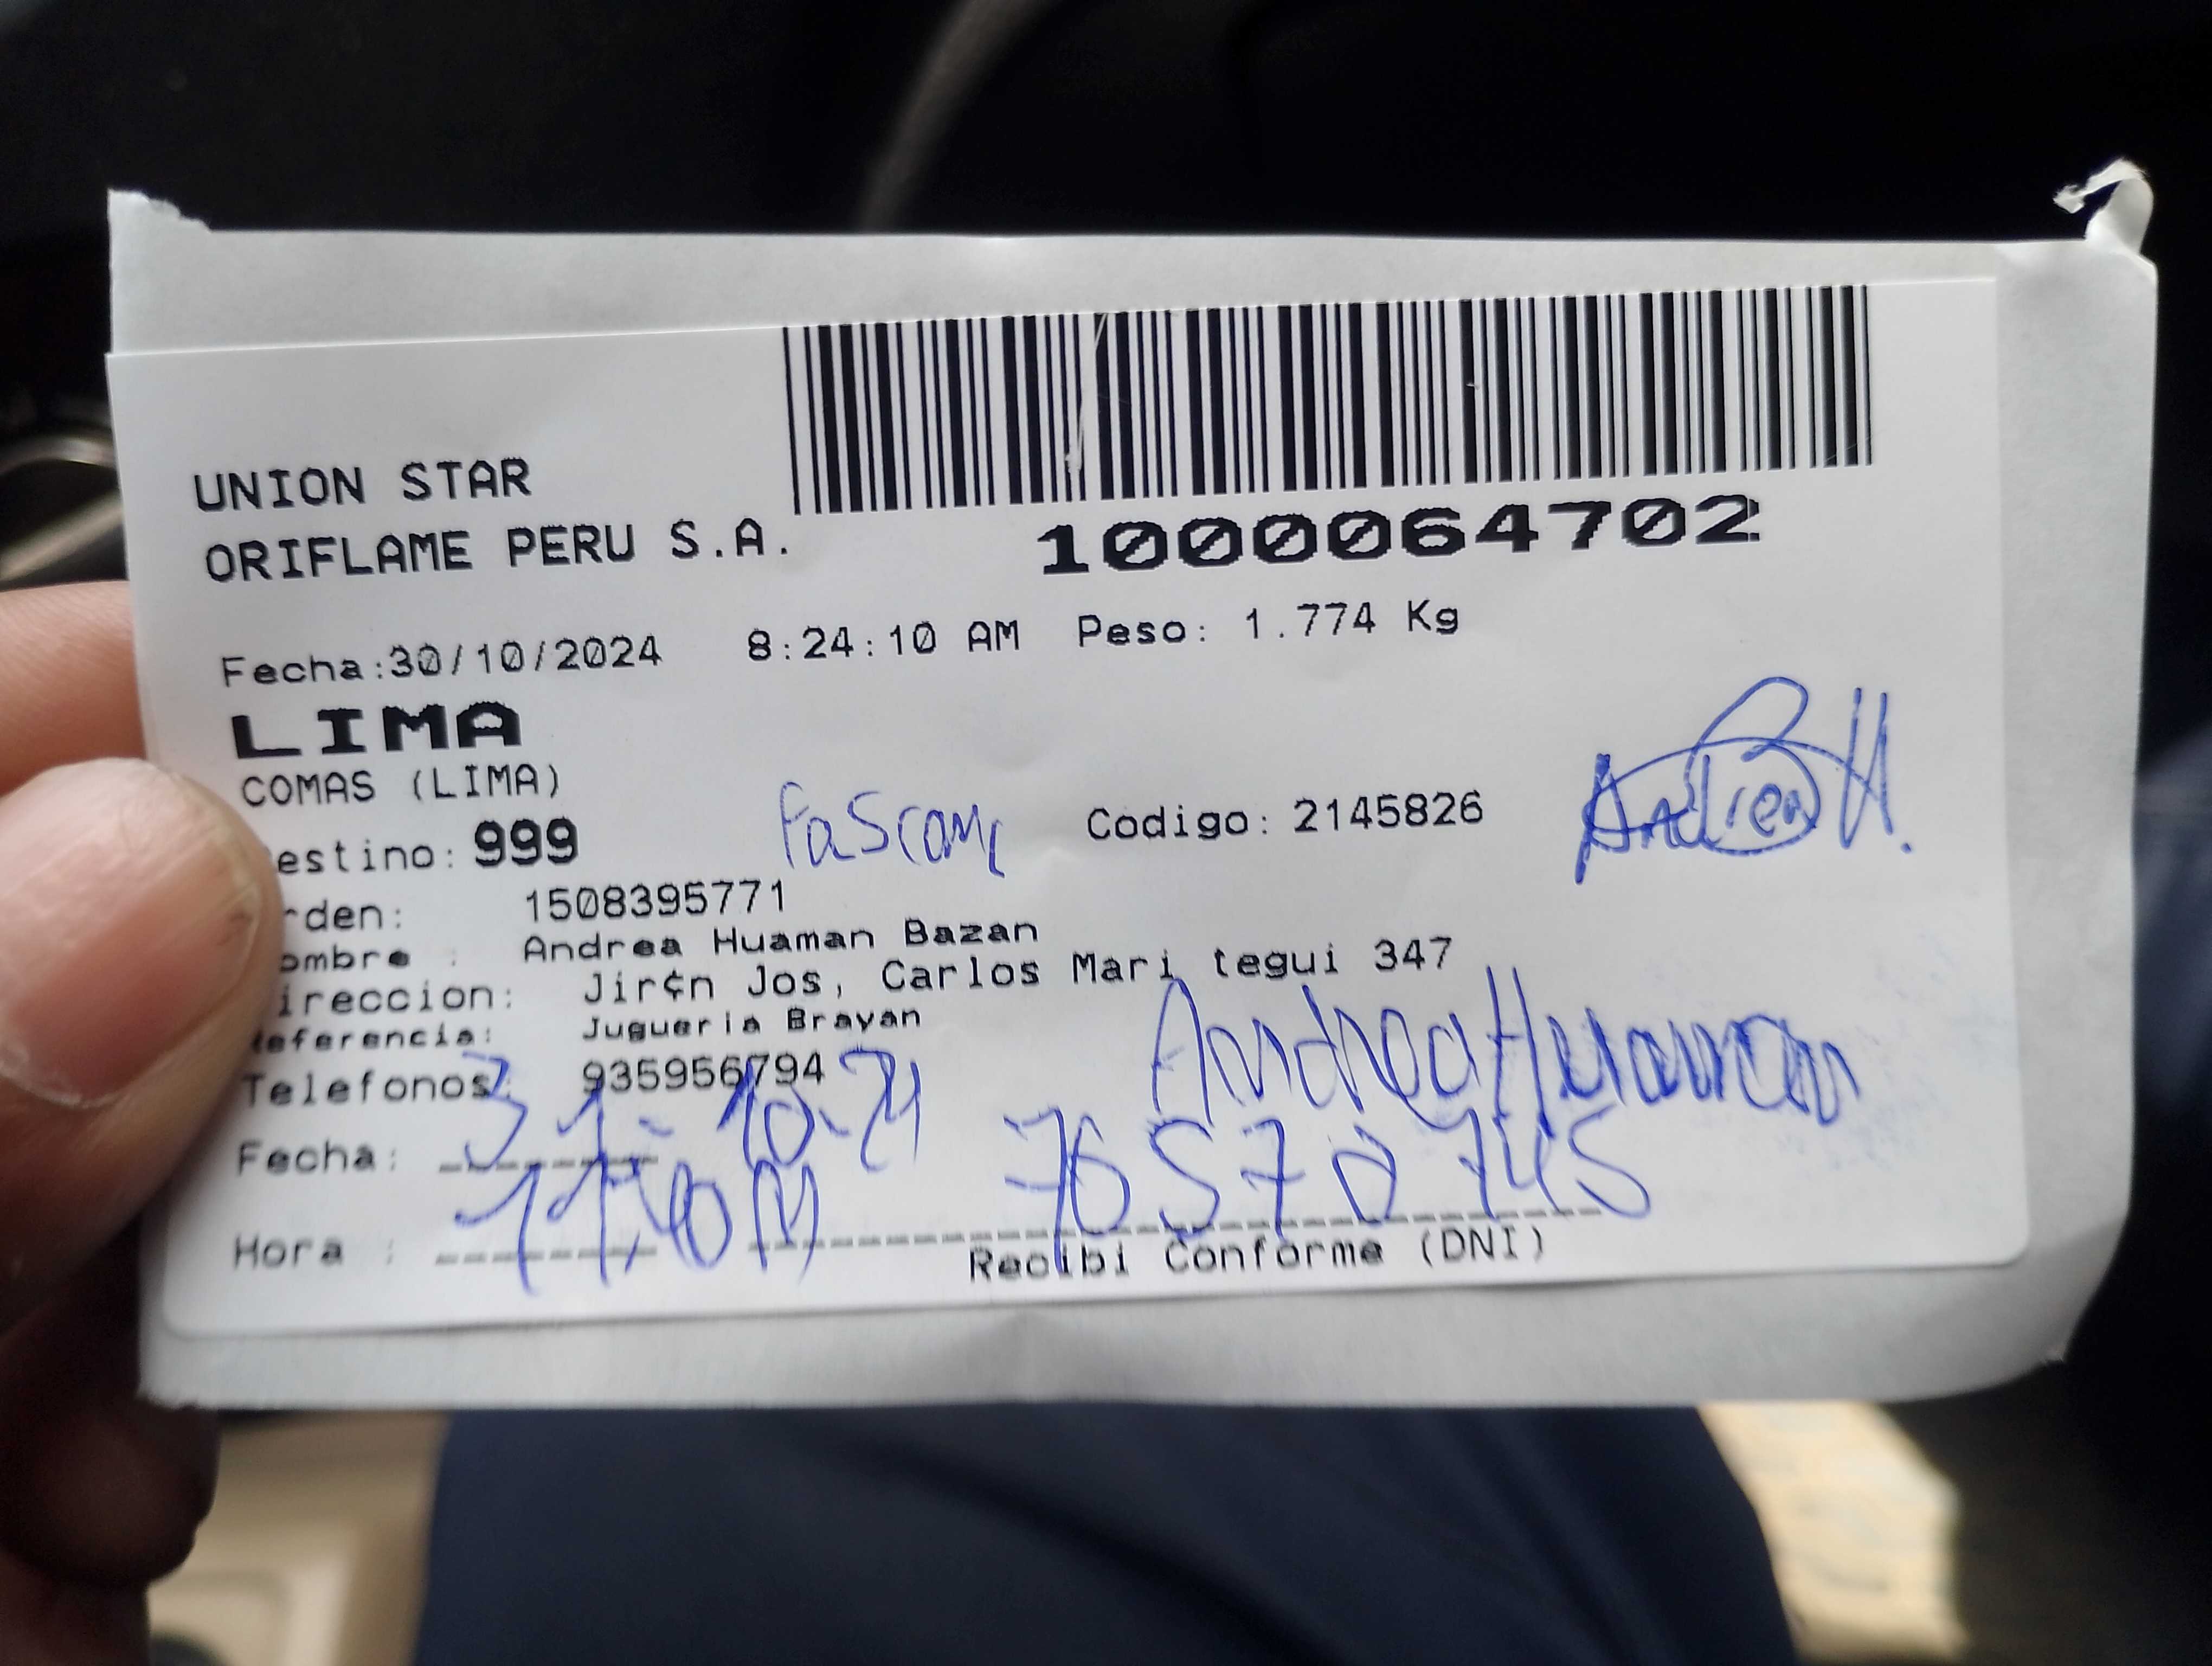 UNION STAR
ORIFLAME PERU S.A.
1000064702
Fecha:30/10/2024 8:24:10 AM Peso: 1.774 Kg
LIMA
COMAS (LIMA)
estino: 999
Codigo: 2145826
Andrea H.
rden: 1508395771
ombre : Andrea Huaman Bazan
ireccion: Jir¢n Jos, Carlos Mari tegui 347
eferencia: Jugueria Brayan
Telefonos: 935956794
Andrea Huaman
Fecha: 31-10-24
76570745
Hora :
Recibi Conforme (DNI)